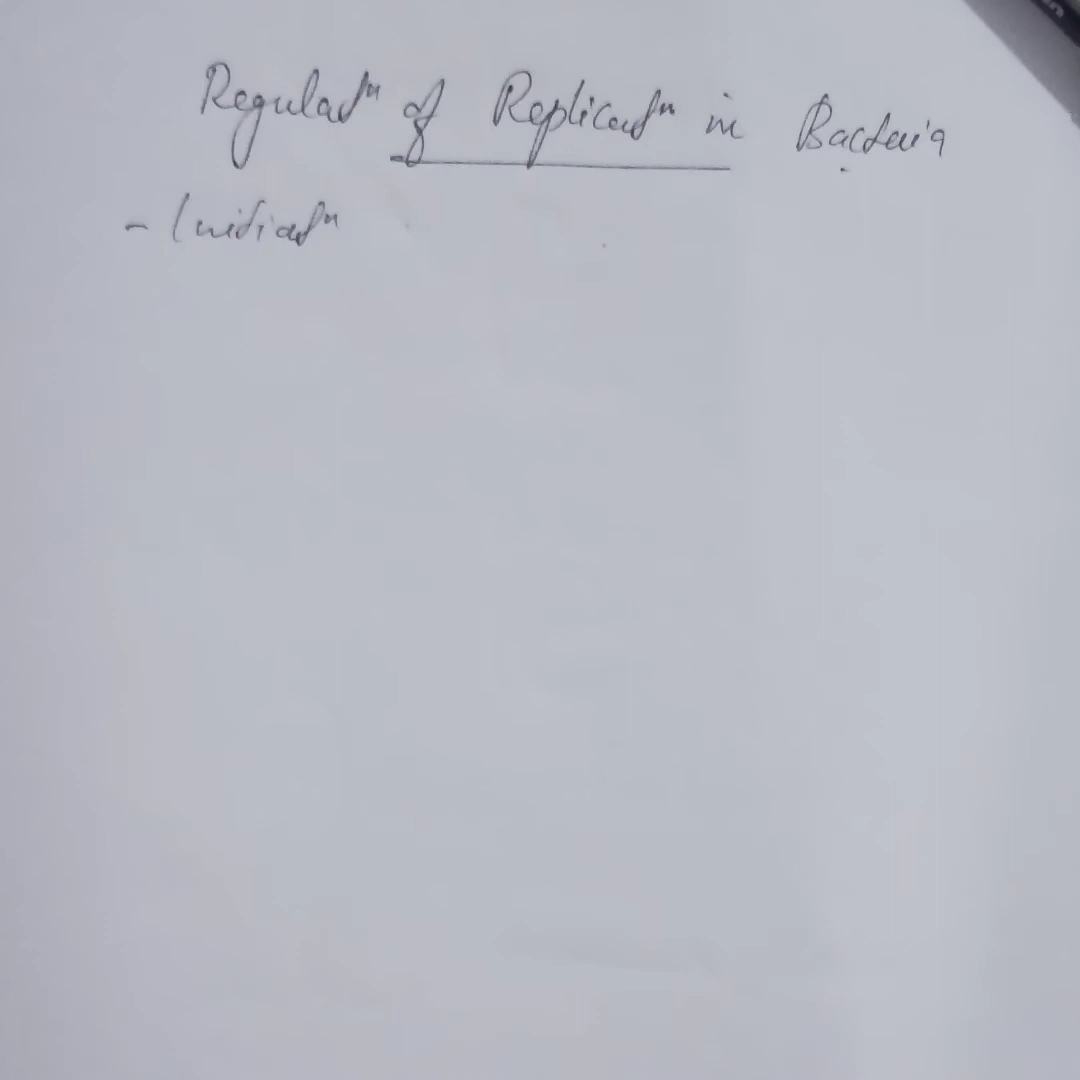 Regulatⁿ of Replicatⁿ in Bacteria
- Initiatⁿ